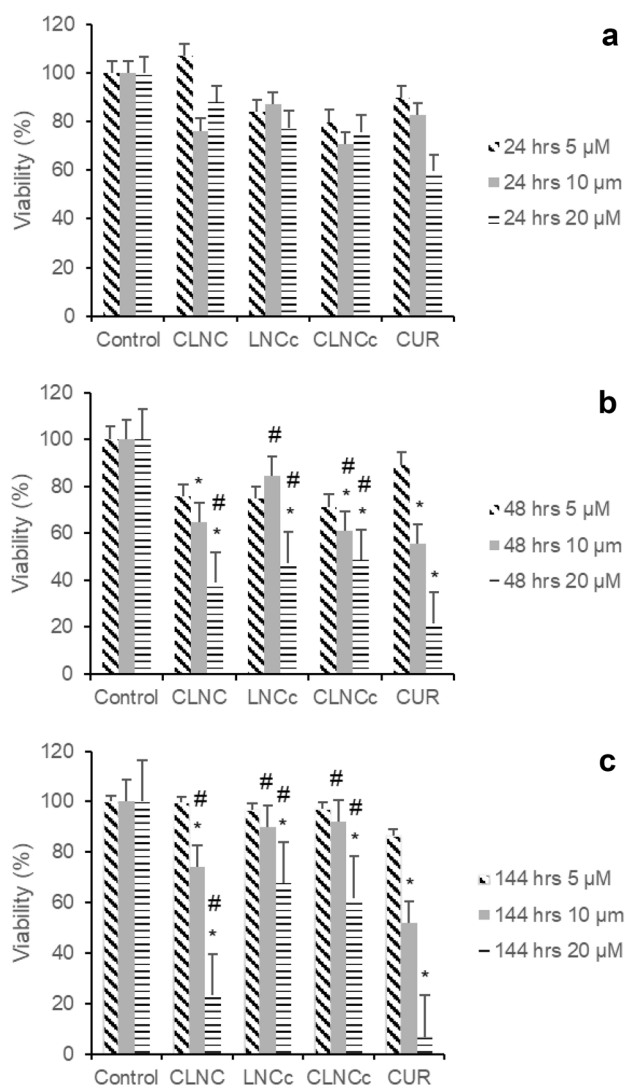 a
120
100
80
60
40
20
0
Viability (%)
Control CLNC LNCc CLNCc CUR
24 hrs 5 µM
24 hrs 10 µm
24 hrs 20 µM
b
120
100
80
60
40
20
0
Viability (%)
# # # #
* # * * * * *
*
Control CLNC LNCc CLNCc CUR
48 hrs 5 µM
48 hrs 10 µm
48 hrs 20 µM
c
120
100
80
60
40
20
0
Viability (%)
# # # # #
* * *
# *
* *
Control CLNC LNCc CLNCc CUR
144 hrs 5 µM
144 hrs 10 µm
144 hrs 20 µM